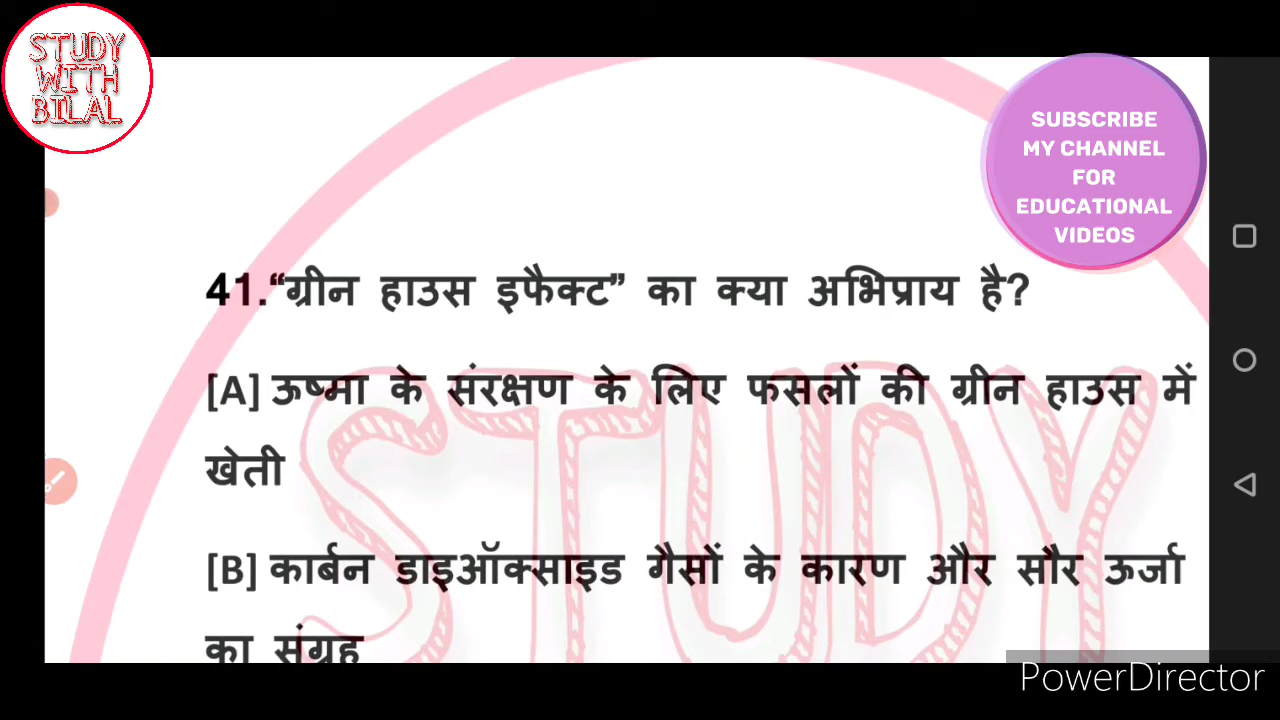 STUDY
WITH
BILAL
SUBSCRIBE
MY CHANNEL
FOR
EDUCATIONAL
VIDEOS
41.“ग्रीन हाउस इफैक्ट” का क्या अभिप्राय है?
[A] ऊष्मा के संरक्षण के लिए फसलों की ग्रीन हाउस में
खेती
[B] कार्बन डाइऑक्साइड गैसों के कारण और सौर ऊर्जा
का संग्रह
STUDY
PowerDirector